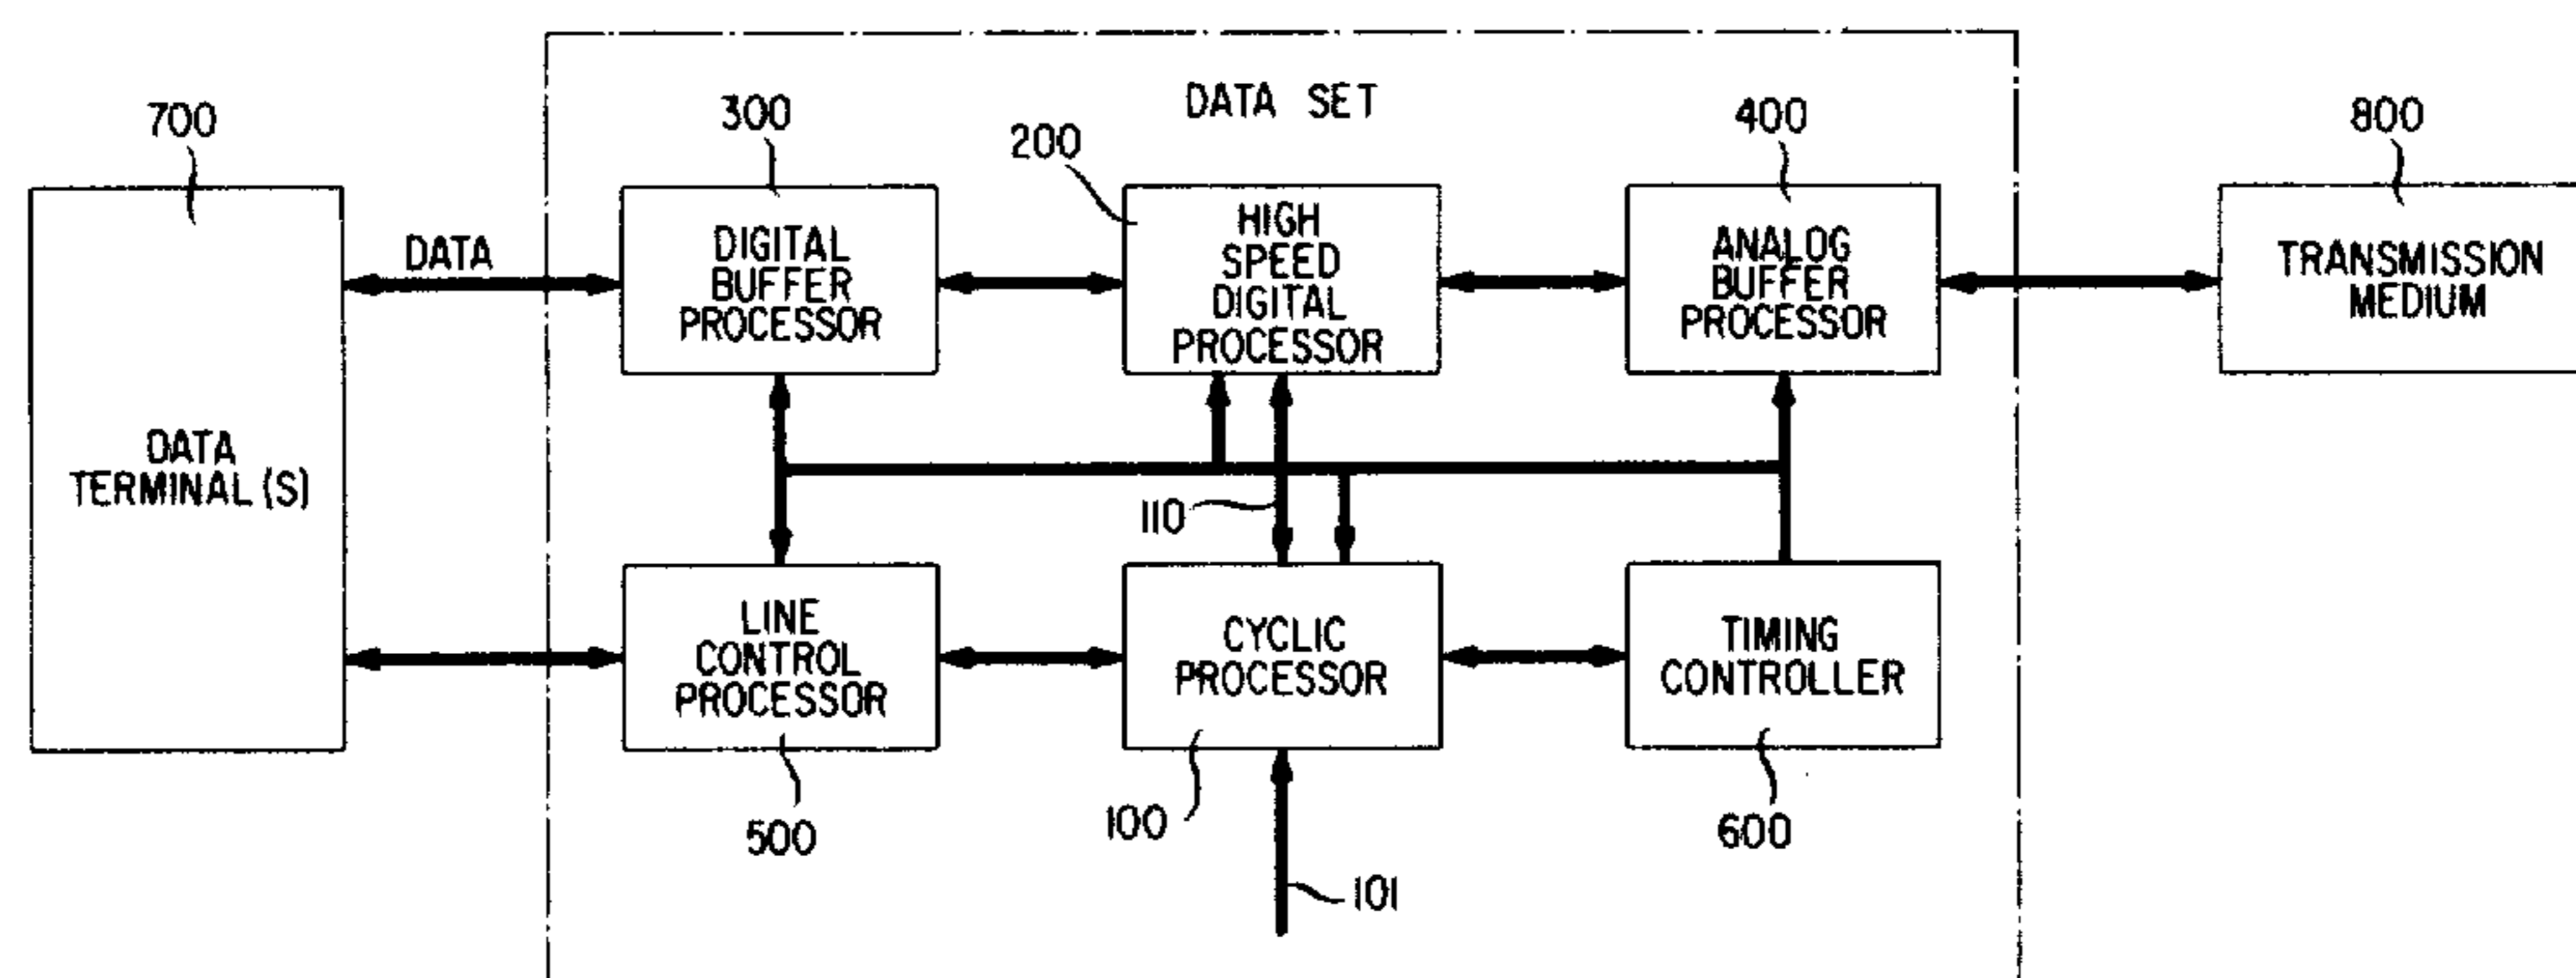 DATA SET
700
300
200
400
800
DATA
DIGITAL
BUFFER
PROCESSOR
HIGH
SPEED
DIGITAL
PROCESSOR
ANALOG
BUFFER
PROCESSOR
TRANSMISSION
MEDIUM
DATA
TERMINAL(S)
110
LINE
CONTROL
PROCESSOR
CYCLIC
PROCESSOR
TIMING
CONTROLLER
500
100
600
101